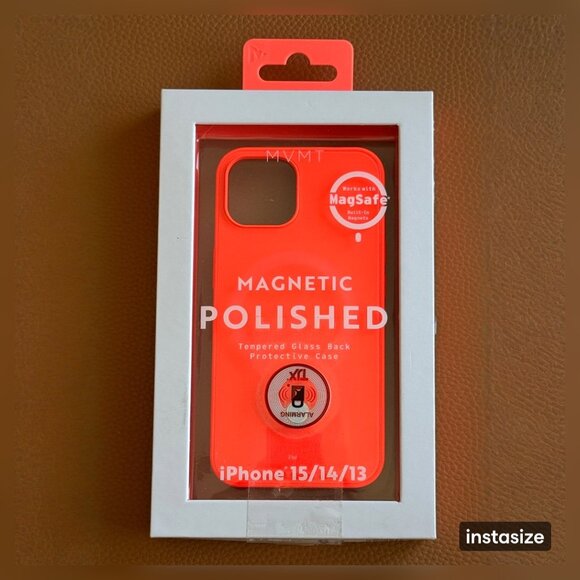 MVMT
Works with
MagSafe
Built-In
Magnets
MAGNETIC
POLISHED
Tempered Glass Back
Protective Case
TJX
ALARMING
iPhone 15/14/13
instasize